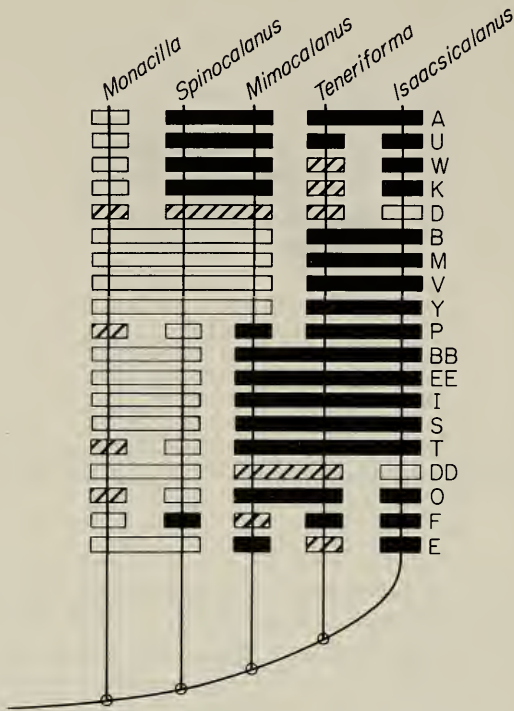 Monacilla
Spinocalanus
Mimocalanus
Teneriforma
Isaacsicalanus
A
U
W
K
D
B
M
V
Y
P
BB
EE
I
S
T
DD
O
F
E